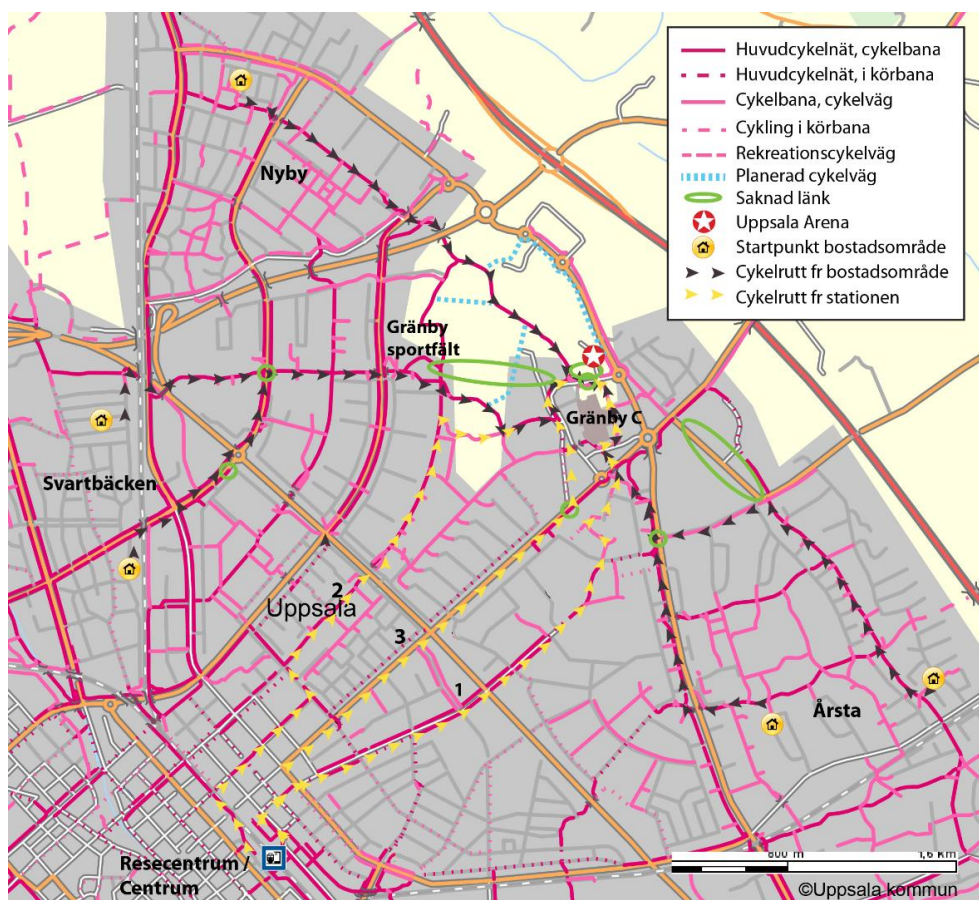 Huvudcykelnät, cykelbana
Huvudcykelnät, i körbana
Cykelbana, cykelväg
Cykling i körbana
Rekreationscykelväg
Planerad cykelväg
Saknad länk
Uppsala Arena
Startpunkt bostadsområde
Cykelrutt fr bostadsområde
Cykelrutt fr stationen
Nyby
Gränby
sportfält
Gränby C
Svartbäcken
2
Uppsala
3
1
Årsta
Resecentrum /
Centrum
800 m
1,6 km
©Uppsala kommun